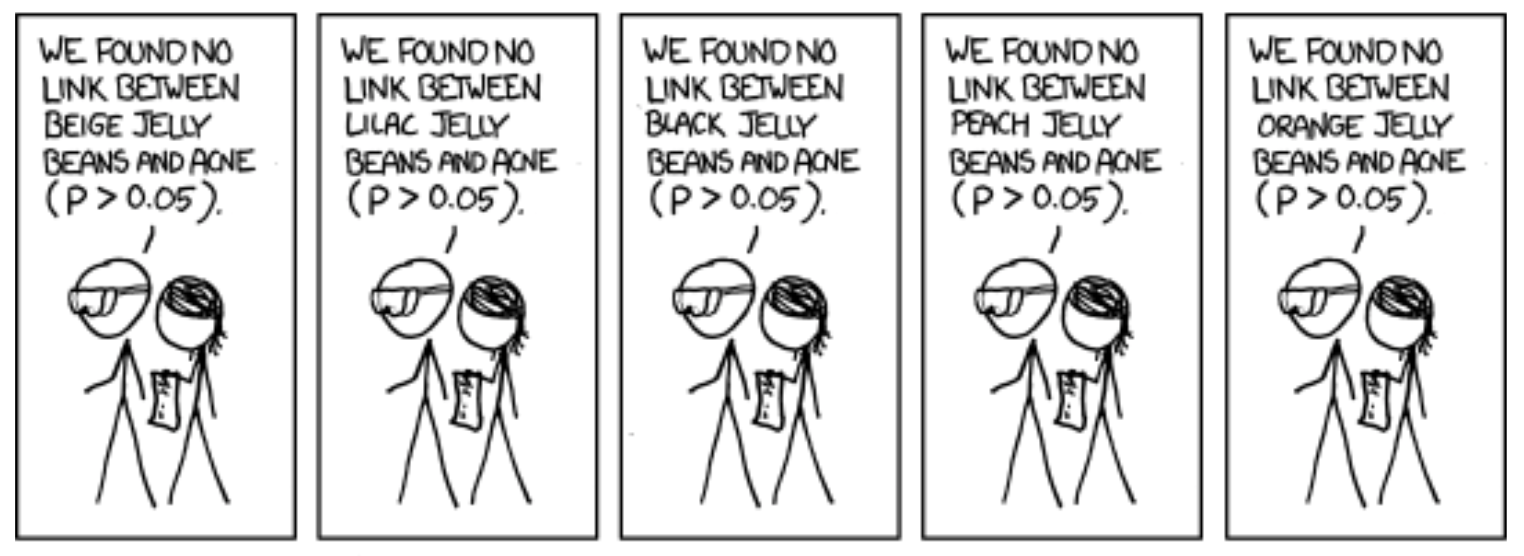 WE FOUND NO
LINK BETWEEN
BEIGE JELLY
BEANS AND ACNE
(P > 0.05).
WE FOUND NO
LINK BETWEEN
LILAC JELLY
BEANS AND ACNE
(P > 0.05).
WE FOUND NO
LINK BETWEEN
BLACK JELLY
BEANS AND ACNE
(P > 0.05).
WE FOUND NO
LINK BETWEEN
PEACH JELLY
BEANS AND ACNE
(P > 0.05).
WE FOUND NO
LINK BETWEEN
ORANGE JELLY
BEANS AND ACNE
(P > 0.05).